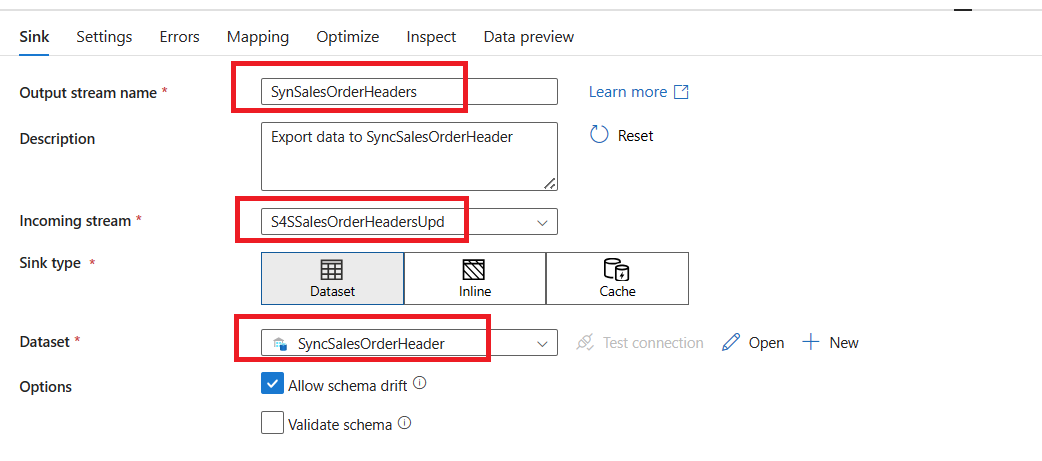 Sink Settings Errors Mapping Optimize Inspect Data preview
Output stream name * SynSalesOrderHeaders Learn more
Description Export data to SyncSalesOrderHeader Reset
Incoming stream * S4SSalesOrderHeadersUpd
Sink type *
Dataset Inline Cache
Dataset * SyncSalesOrderHeader Test connection Open New
Options Allow schema drift
Validate schema